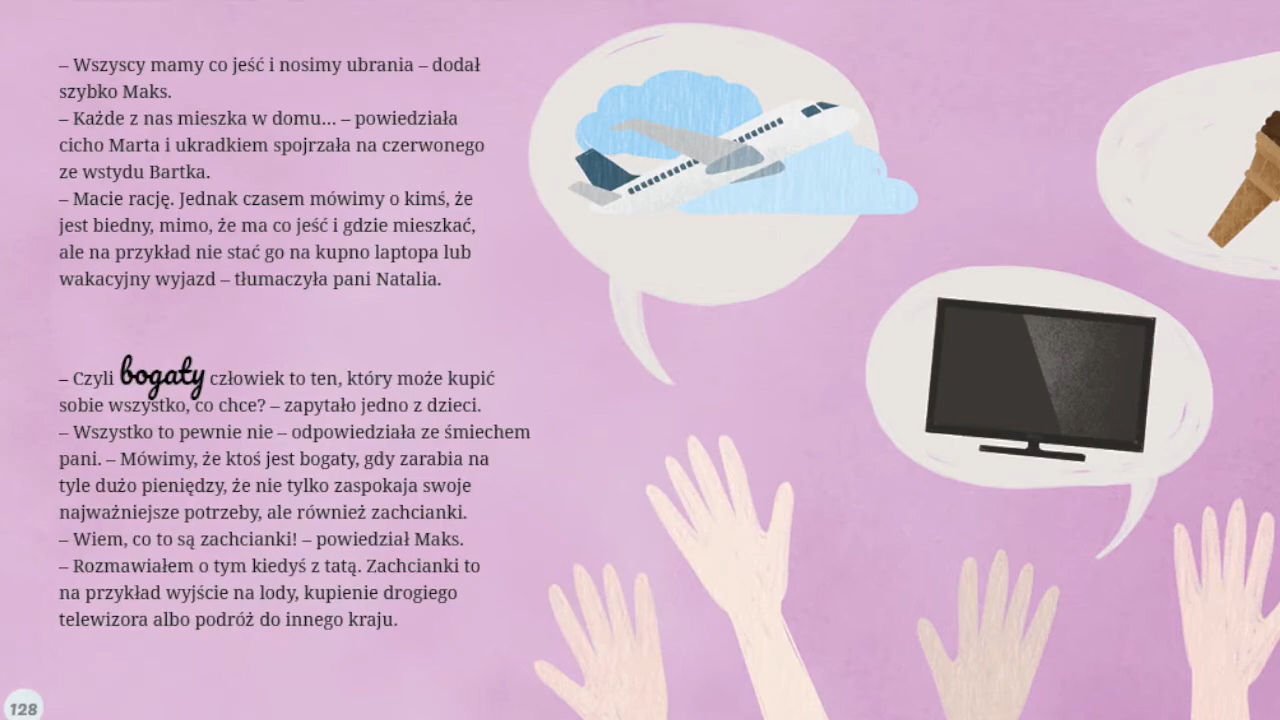 – Wszyscy mamy co jeść i nosimy ubrania – dodał
szybko Maks.
– Każde z nas mieszka w domu... – powiedziała
cicho Marta i ukradkiem spojrzała na czerwonego
ze wstydu Bartka.
– Macie rację. Jednak czasem mówimy o kimś, że
jest biedny, mimo, że ma co jeść i gdzie mieszkać,
ale na przykład nie stać go na kupno laptopa lub
wakacyjny wyjazd – tłumaczyła pani Natalia.
– Czyli bogaty człowiek to ten, który może kupić
sobie wszystko, co chce? – zapytało jedno z dzieci.
– Wszystko to pewnie nie – odpowiedziała ze śmiechem
pani. – Mówimy, że ktoś jest bogaty, gdy zarabia na
tyle dużo pieniędzy, że nie tylko zaspokaja swoje
najważniejsze potrzeby, ale również zachcianki.
– Wiem, co to są zachcianki! – powiedział Maks.
– Rozmawiałem o tym kiedyś z tatą. Zachcianki to
na przykład wyjście na lody, kupienie drogiego
telewizora albo podróż do innego kraju.
128